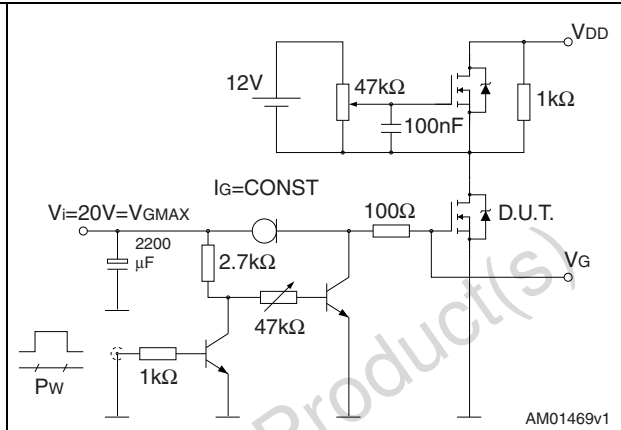 VDD
12V
47kΩ
1kΩ
100nF
IG=CONST
Vi=20V=VGMAX
100Ω
D.U.T.
2200
μF
2.7kΩ
VG
47kΩ
1kΩ
PW
Product(s)
AM01469v1